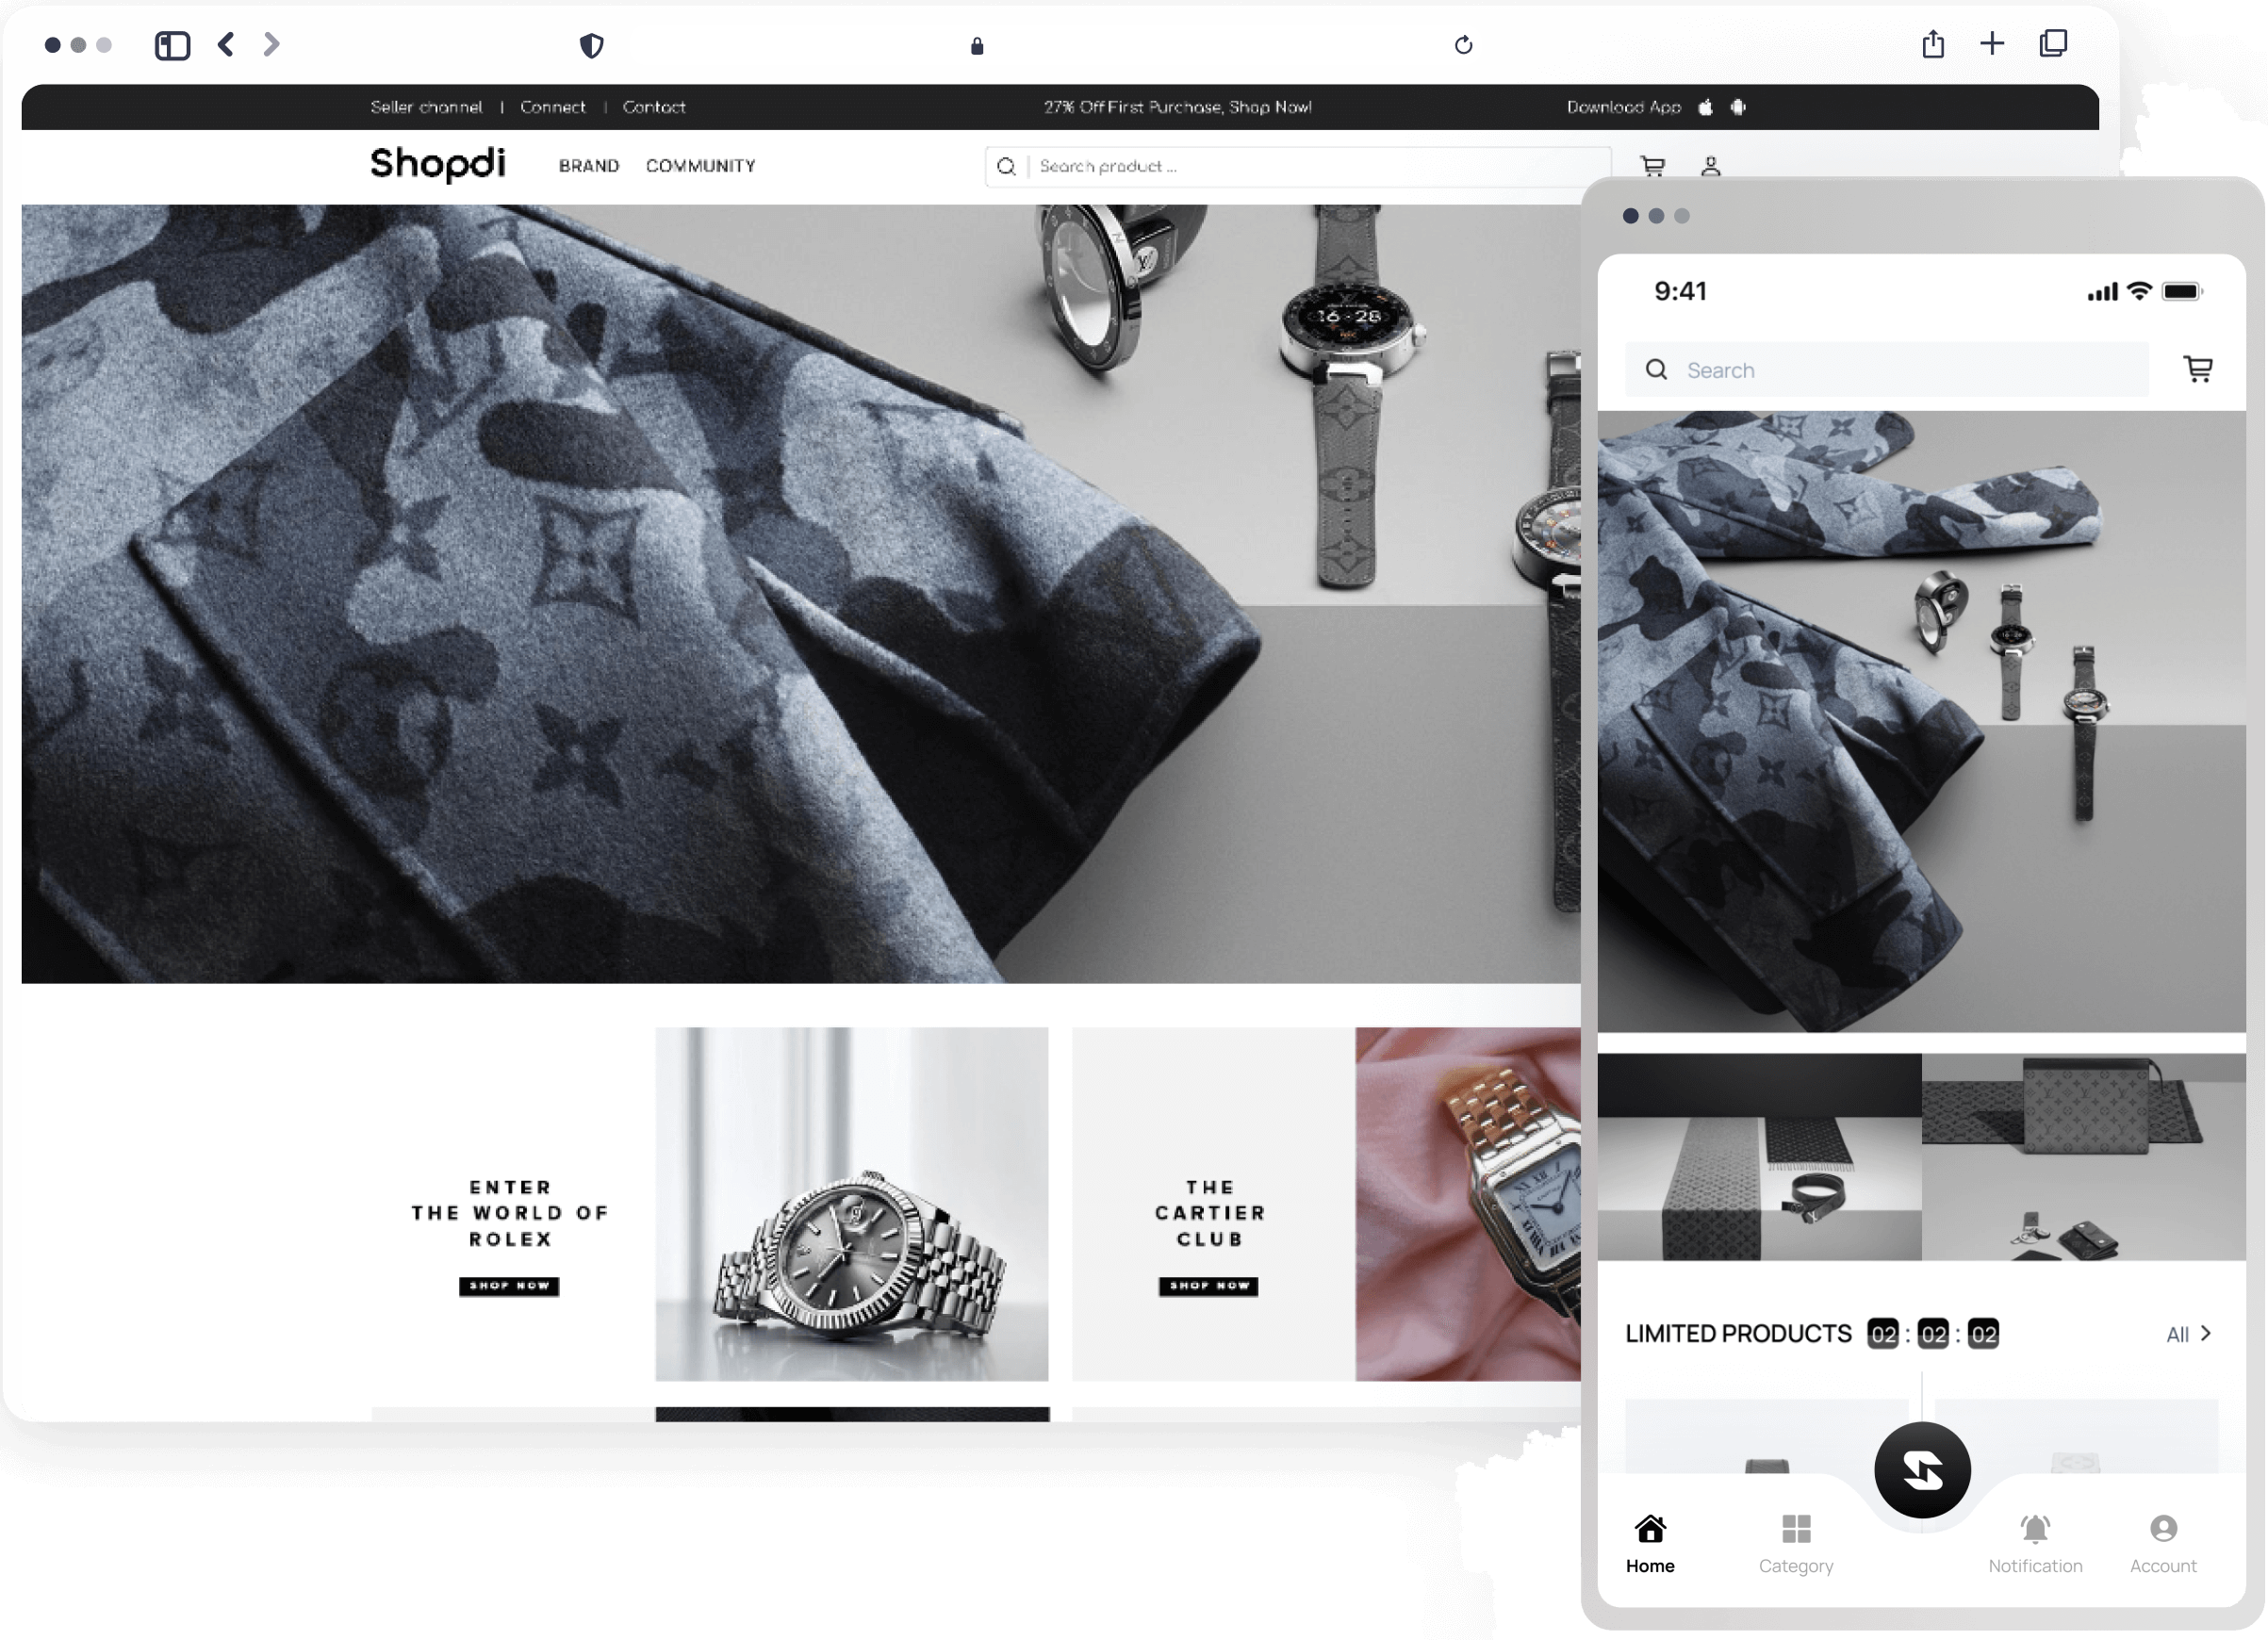 Seller channel | Connect | Contact
27% Off First Purchase, Shop Now!
Download App
Shopdi
BRAND
COMMUNITY
Search product ...
16 28
ENTER
THE WORLD OF
ROLEX
SHOP NOW
THE
CARTIER
CLUB
SHOP NOW
9:41
Search
LIMITED PRODUCTS 02 : 02 : 02
All
Home
Category
Notification
Account